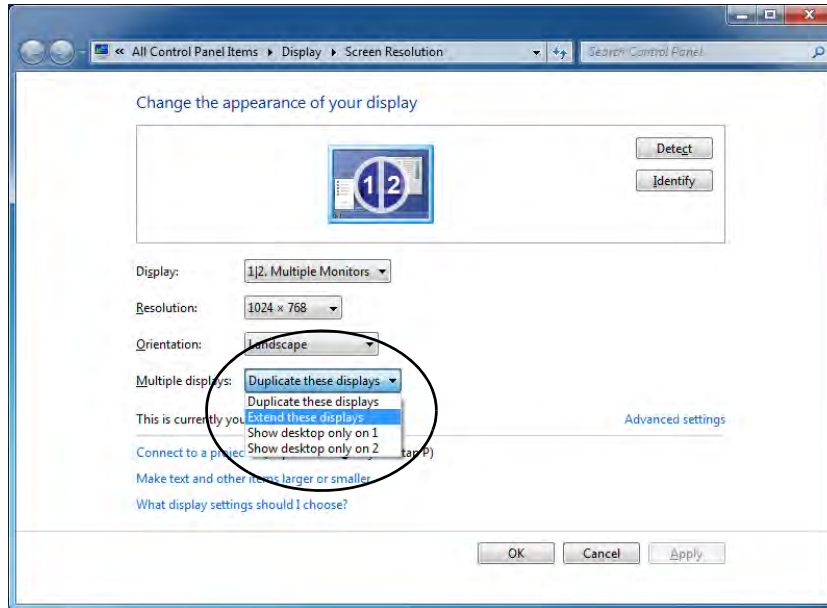 « All Control Panel Items ▸ Display ▸ Screen Resolution Search Control Panel
Change the appearance of your display
1|2
Detect
Identify
Display: 1|2. Multiple Monitors
Resolution: 1024 × 768
Orientation: Landscape
Multiple displays: Duplicate these displays
Duplicate these displays
This is currently you Extend these displays Advanced settings
Show desktop only on 1
Connect to a projec Show desktop only on 2 tap P)
Make text and other items larger or smaller
What display settings should I choose?
OK Cancel Apply